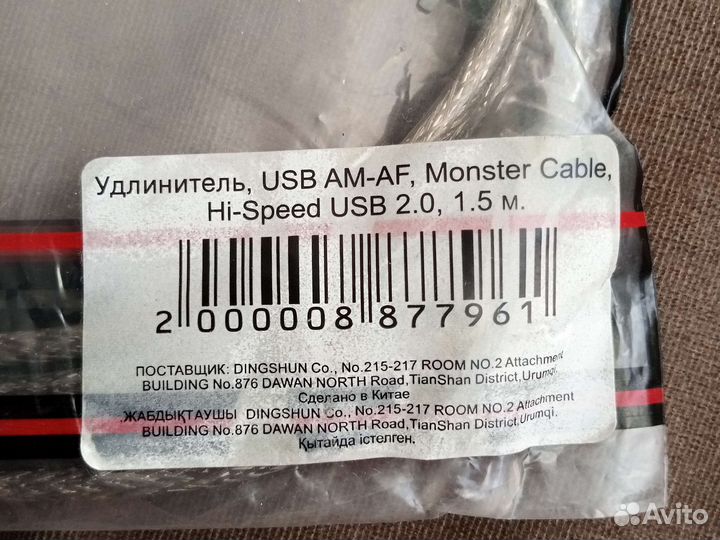 Удлинитель, USB AM-AF, Monster Cable,
Hi-Speed USB 2.0, 1.5 м.
2 000008 877961
ПОСТАВЩИК: DINGSHUN Co., No.215-217 ROOM NO.2 Attachment
BUILDING No.876 DAWAN NORTH Road,TianShan District,Urumqi.
Сделано в Китае
ЖАБДЫҚТАУШЫ DINGSHUN Co., No.215-217 ROOM NO.2 Attachment
BUILDING No.876 DAWAN NORTH Road,TianShan District,Urumqi.
Қытайда істелген.
Avito